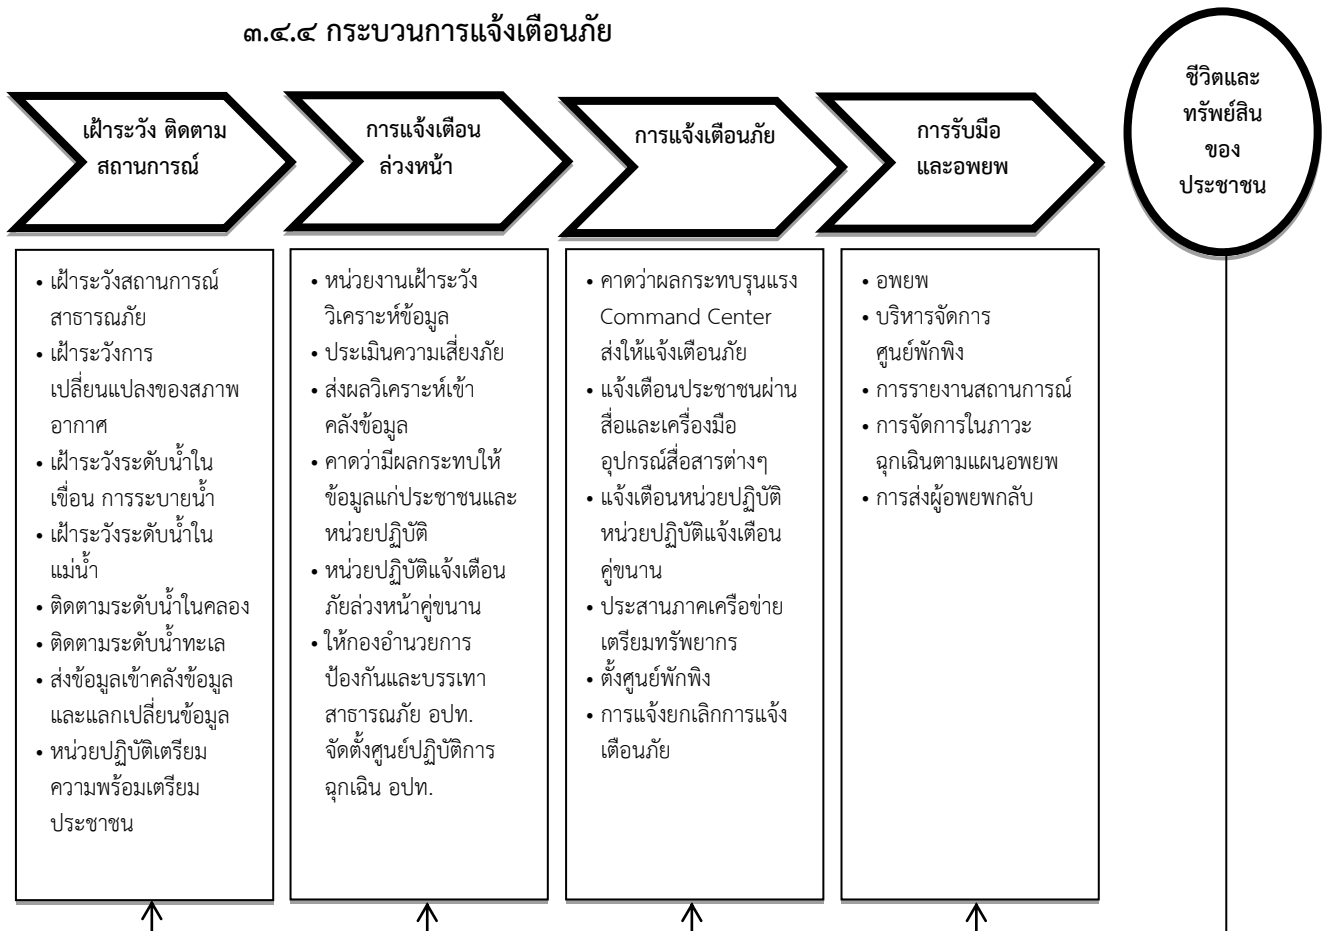 ๓.๔.๔ กระบวนการแจ้งเตือนภัย
เฝ้าระวัง ติดตาม
สถานการณ์
การแจ้งเตือน
ล่วงหน้า
การแจ้งเตือนภัย
การรับมือ
และอพยพ
ชีวิตและ
ทรัพย์สิน
ของ
ประชาชน
• เฝ้าระวังสถานการณ์
สาธารณภัย
• เฝ้าระวังการ
เปลี่ยนแปลงของสภาพ
อากาศ
• เฝ้าระวังระดับน้ำใน
เขื่อน การระบายน้ำ
• เฝ้าระวังระดับน้ำใน
แม่น้ำ
• ติดตามระดับน้ำในคลอง
• ติดตามระดับน้ำทะเล
• ส่งข้อมูลเข้าคลังข้อมูล
และแลกเปลี่ยนข้อมูล
• หน่วยปฏิบัติเตรียม
ความพร้อมเตรียม
ประชาชน
• หน่วยงานเฝ้าระวัง
วิเคราะห์ข้อมูล
• ประเมินความเสี่ยงภัย
• ส่งผลวิเคราะห์เข้า
คลังข้อมูล
• คาดว่ามีผลกระทบให้
ข้อมูลแก่ประชาชนและ
หน่วยปฏิบัติ
• หน่วยปฏิบัติแจ้งเตือน
ภัยล่วงหน้าคู่ขนาน
• ให้กองอำนวยการ
ป้องกันและบรรเทา
สาธารณภัย อปท.
จัดตั้งศูนย์ปฏิบัติการ
ฉุกเฉิน อปท.
• คาดว่าผลกระทบรุนแรง
Command Center
ส่งให้แจ้งเตือนภัย
• แจ้งเตือนประชาชนผ่าน
สื่อและเครื่องมือ
อุปกรณ์สื่อสารต่างๆ
• แจ้งเตือนหน่วยปฏิบัติ
หน่วยปฏิบัติแจ้งเตือน
คู่ขนาน
• ประสานภาคเครือข่าย
เตรียมทรัพยากร
• ตั้งศูนย์พักพิง
• การแจ้งยกเลิกการแจ้ง
เตือนภัย
• อพยพ
• บริหารจัดการ
ศูนย์พักพิง
• การรายงานสถานการณ์
• การจัดการในภาวะ
ฉุกเฉินตามแผนอพยพ
• การส่งผู้อพยพกลับ